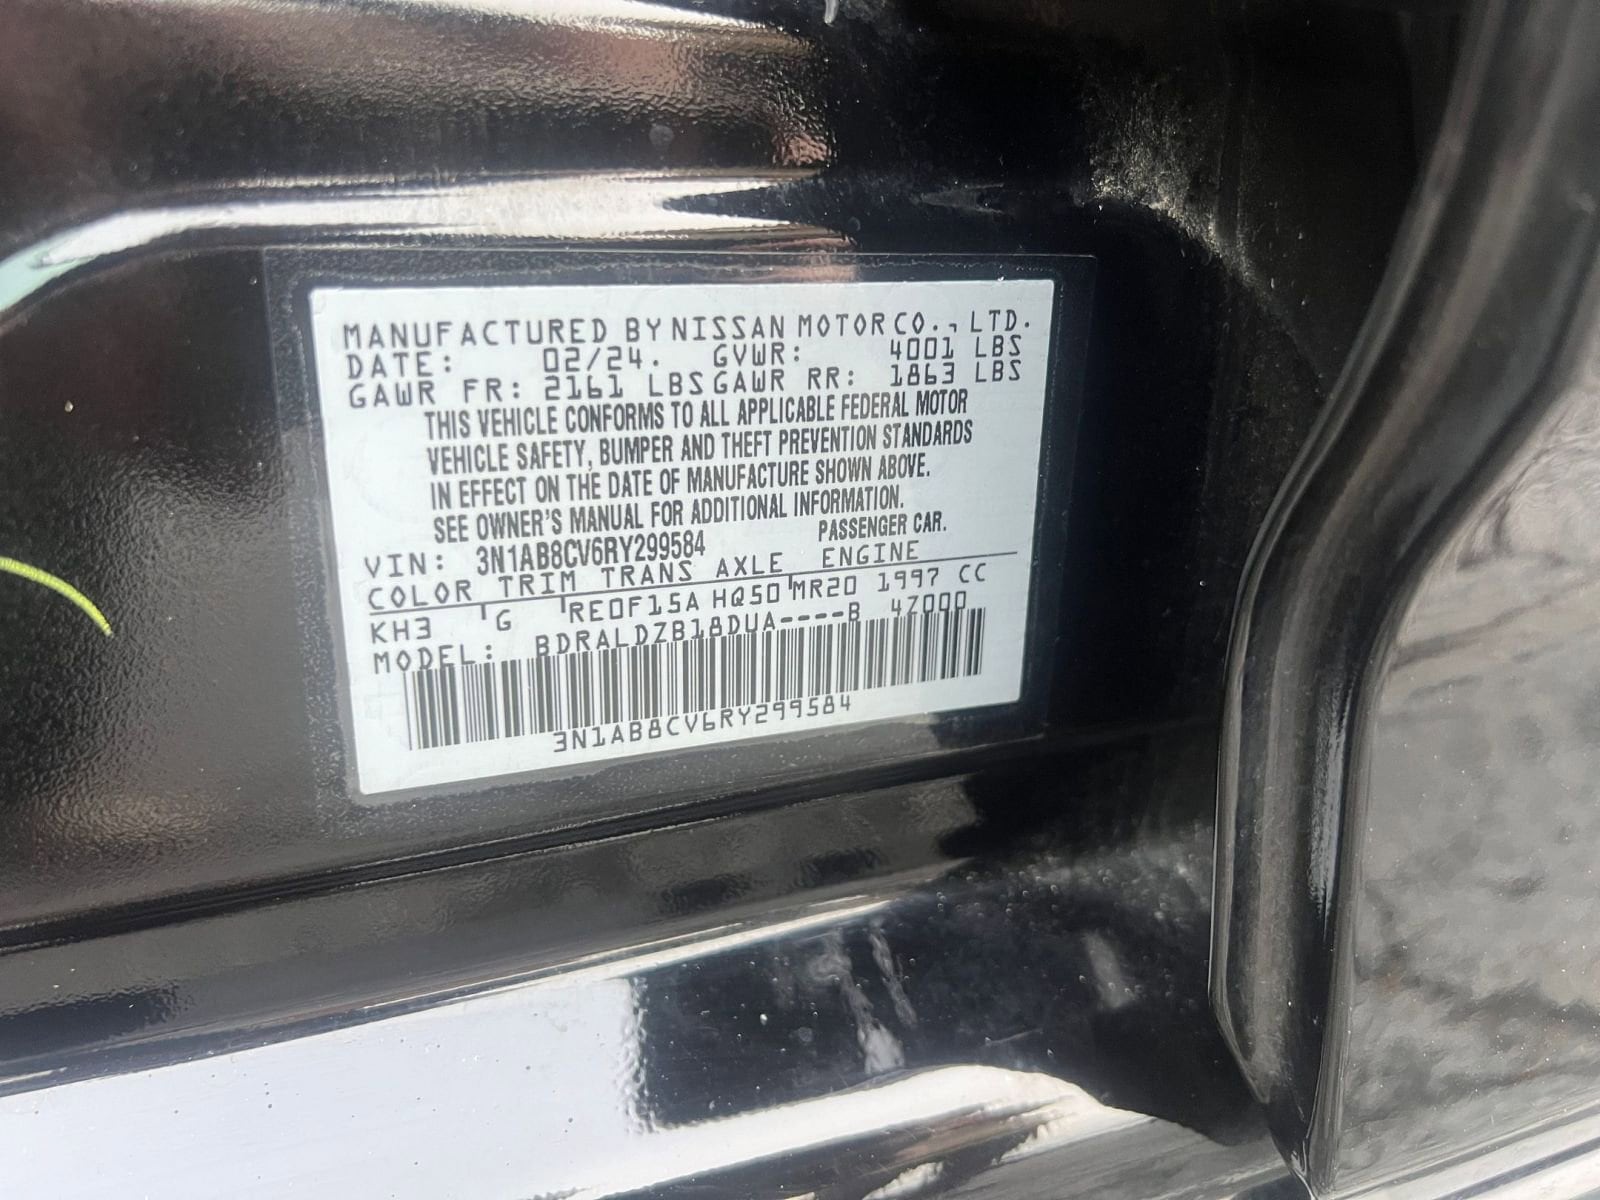 MANUFACTURED BY NISSAN MOTOR CO., LTD.
DATE: 02/24. GVWR: 4001 LBS
GAWR FR: 2161 LBS GAWR RR: 1863 LBS
THIS VEHICLE CONFORMS TO ALL APPLICABLE FEDERAL MOTOR
VEHICLE SAFETY, BUMPER AND THEFT PREVENTION STANDARDS
IN EFFECT ON THE DATE OF MANUFACTURE SHOWN ABOVE.
SEE OWNER'S MANUAL FOR ADDITIONAL INFORMATION.
VIN: 3N1AB8CV6RY299584 PASSENGER CAR.
COLOR TRIM TRANS AXLE ENGINE
KH3 G RE0F15A HQ50 MR20 1997 CC
MODEL: BDRALDZB18DUA----B 47000
3N1AB8CV6RY299584